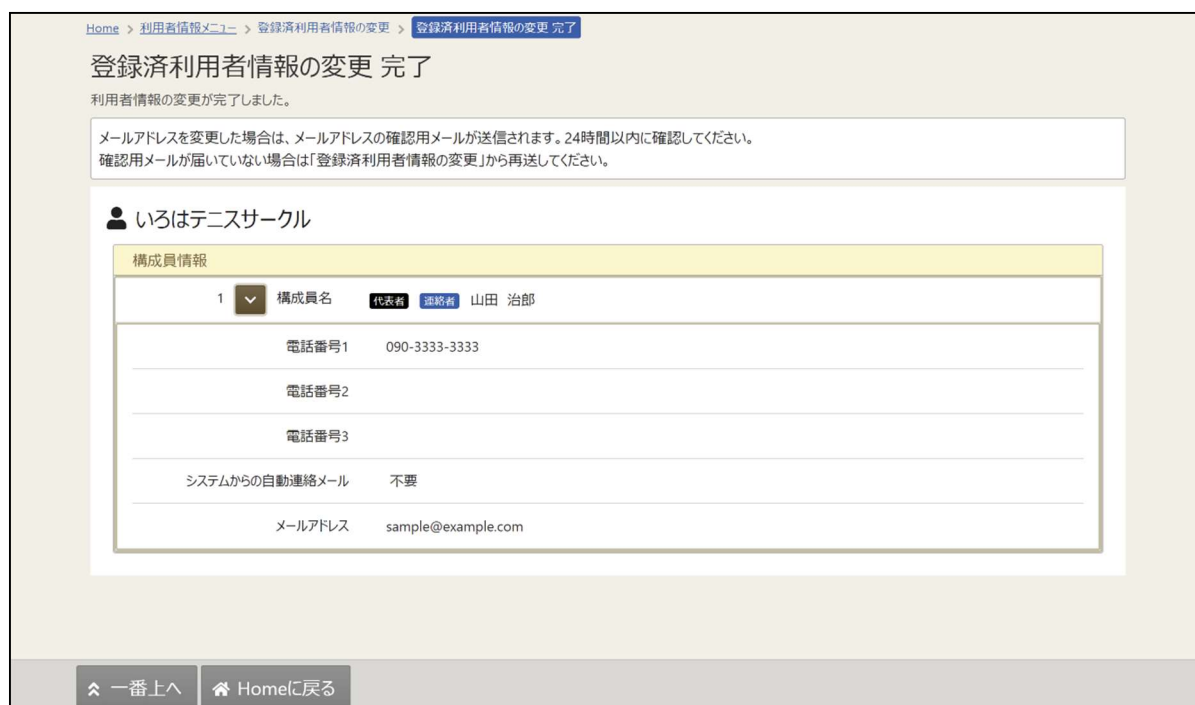 Home > 利用者情報メニュー > 登録済利用者情報の変更 > 登録済利用者情報の変更 完了
登録済利用者情報の変更 完了
利用者情報の変更が完了しました。
メールアドレスを変更した場合は、メールアドレスの確認用メールが送信されます。24時間以内に確認してください。
確認用メールが届いていない場合は「登録済利用者情報の変更」から再送してください。
いろはテニスサークル
構成員情報
1 構成員名 代表者 連絡者 山田 治郎
電話番号1 090-3333-3333
電話番号2
電話番号3
システムからの自動連絡メール 不要
メールアドレス sample@example.com
一番上へ Homeに戻る